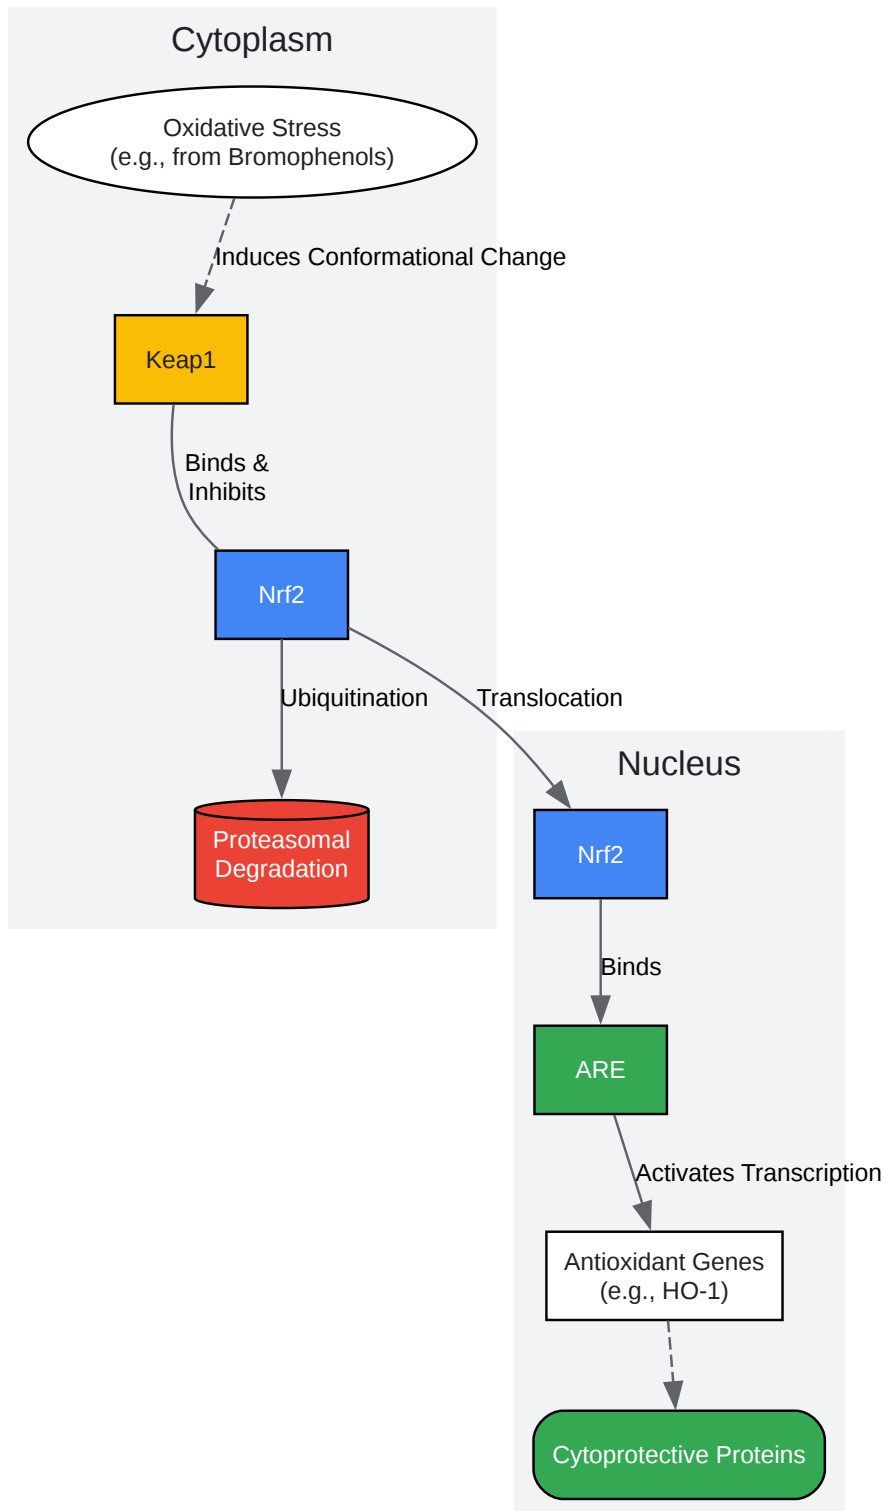 Cytoplasm
Oxidative Stress
(e.g., from Bromophenols)
Induces Conformational Change
Keap1
Binds &
Inhibits
Nrf2
Ubiquitination
Translocation
Proteasomal
Degradation
Nucleus
Nrf2
Binds
ARE
Activates Transcription
Antioxidant Genes
(e.g., HO-1)
Cytoprotective Proteins